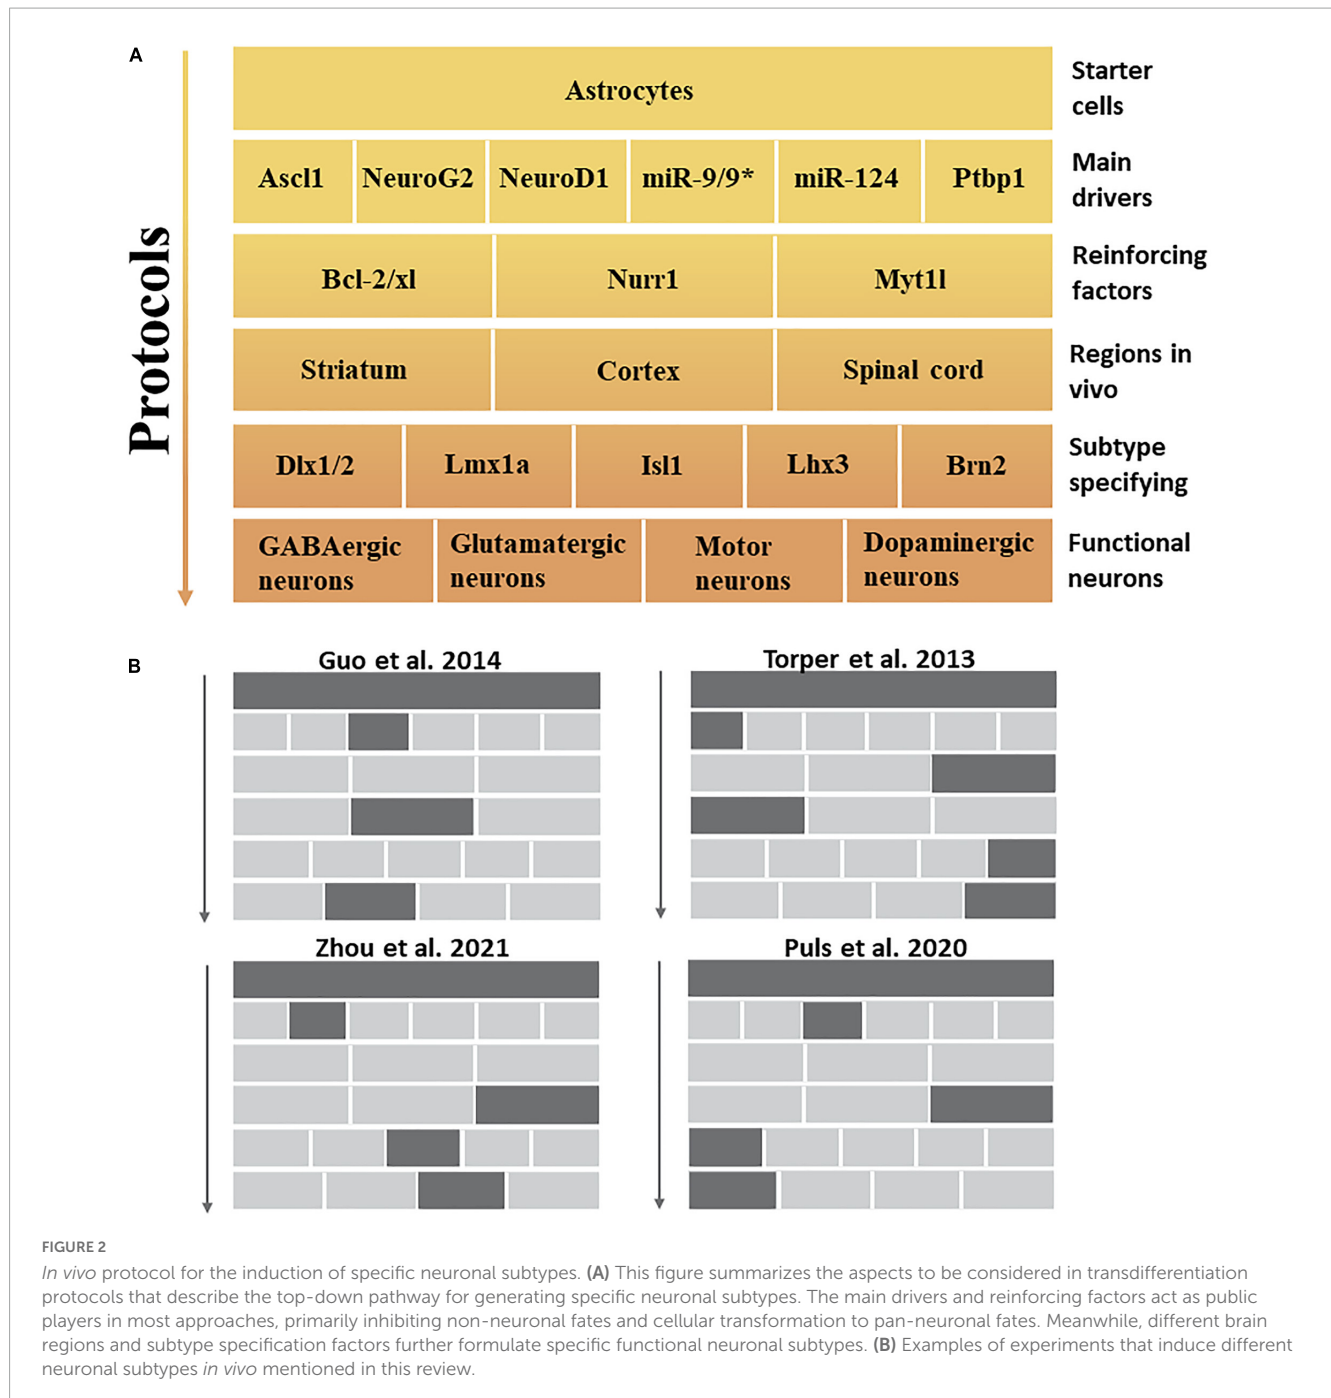 A
Protocols
Astrocytes
Starter
cells
Ascl1 NeuroG2 NeuroD1 miR-9/9* miR-124 Ptbp1
Main
drivers
Bcl-2/xl Nurr1 Myt1l
Reinforcing
factors
Striatum Cortex Spinal cord
Regions in
vivo
Dlx1/2 Lmx1a Isl1 Lhx3 Brn2
Subtype
specifying
GABAergic
neurons
Glutamatergic
neurons
Motor
neurons
Dopaminergic
neurons
Functional
neurons
B
Guo et al. 2014
Torper et al. 2013
Zhou et al. 2021
Puls et al. 2020
FIGURE 2
In vivo protocol for the induction of specific neuronal subtypes. (A) This figure summarizes the aspects to be considered in transdifferentiation
protocols that describe the top-down pathway for generating specific neuronal subtypes. The main drivers and reinforcing factors act as public
players in most approaches, primarily inhibiting non-neuronal fates and cellular transformation to pan-neuronal fates. Meanwhile, different brain
regions and subtype specification factors further formulate specific functional neuronal subtypes. (B) Examples of experiments that induce different
neuronal subtypes in vivo mentioned in this review.